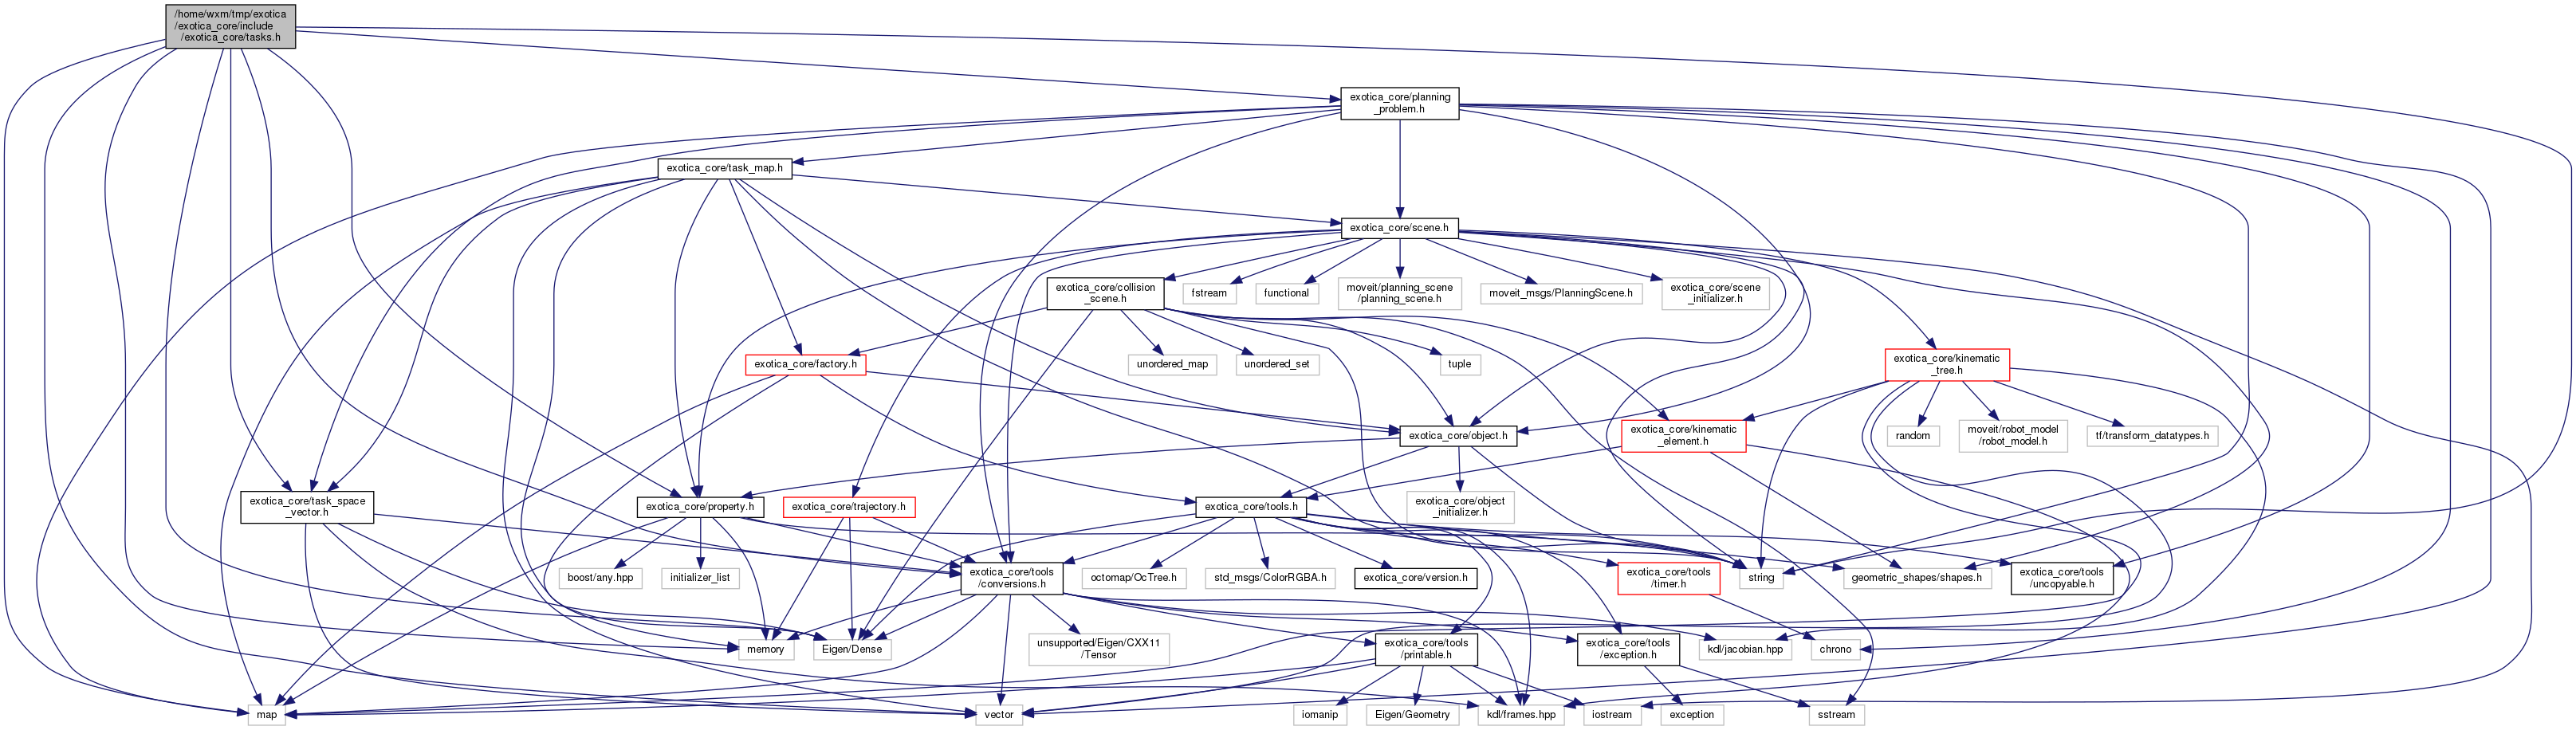 /home/wxm/tmp/exotica
/exotica_core/include
/exotica_core/tasks.h
exotica_core/planning
_problem.h
exotica_core/task_map.h
exotica_core/scene.h
exotica_core/collision
_scene.h
fstream
functional
moveit/planning_scene
/planning_scene.h
moveit_msgs/PlanningScene.h
exotica_core/scene
_initializer.h
exotica_core/factory.h
unordered_map
unordered_set
tuple
exotica_core/kinematic
_tree.h
exotica_core/object.h
exotica_core/kinematic
_element.h
random
moveit/robot_model
/robot_model.h
tf/transform_datatypes.h
exotica_core/task_space
_vector.h
exotica_core/property.h
exotica_core/trajectory.h
exotica_core/tools.h
exotica_core/object
_initializer.h
boost/any.hpp
initializer_list
exotica_core/tools
/conversions.h
octomap/OcTree.h
std_msgs/ColorRGBA.h
exotica_core/version.h
exotica_core/tools
/timer.h
string
geometric_shapes/shapes.h
exotica_core/tools
/uncopyable.h
memory
Eigen/Dense
unsupported/Eigen/CXX11
/Tensor
exotica_core/tools
/printable.h
exotica_core/tools
/exception.h
kdl/jacobian.hpp
chrono
map
vector
iomanip
Eigen/Geometry
kdl/frames.hpp
iostream
exception
sstream